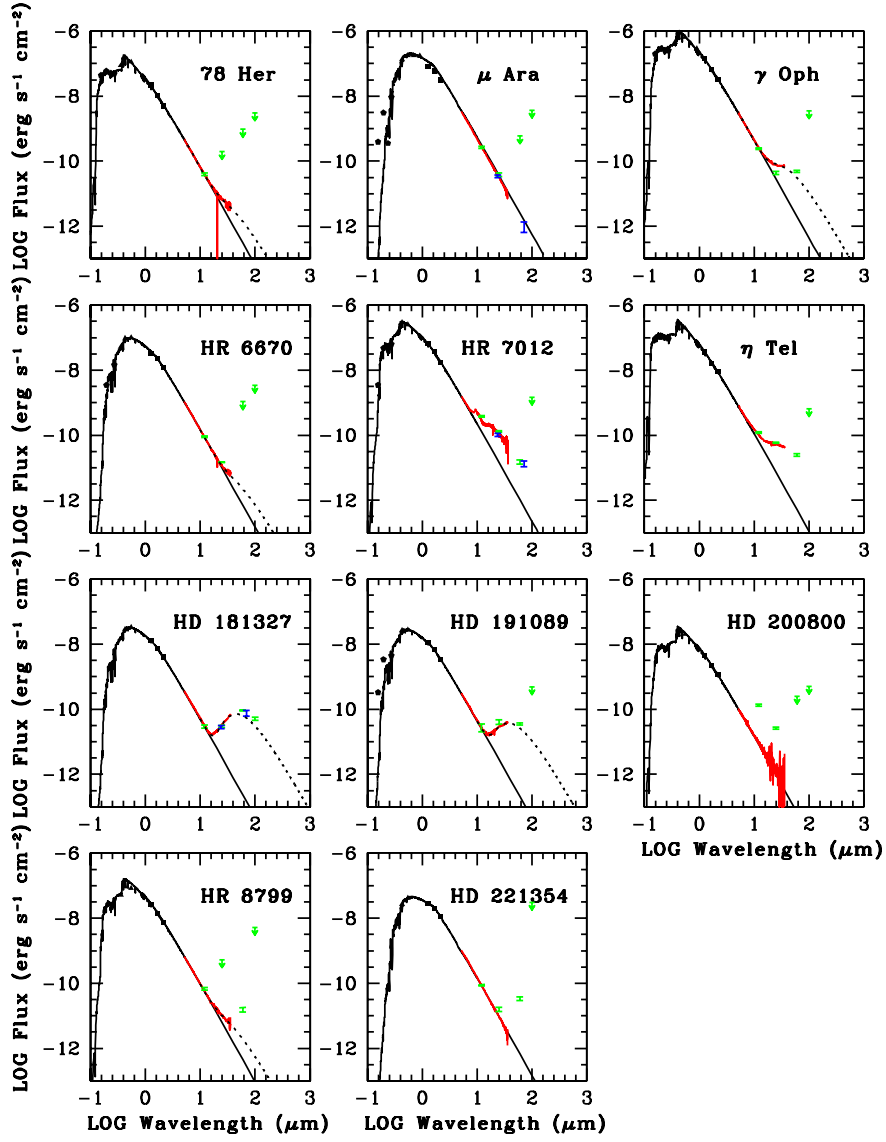 LOG Flux (erg s⁻¹ cm⁻²)
-6
-8
-10
-12
-1 0 1 2 3
78 Her
-6
-8
-10
-12
-1 0 1 2 3
μ Ara
-6
-8
-10
-12
-1 0 1 2 3
γ Oph
LOG Flux (erg s⁻¹ cm⁻²)
-6
-8
-10
-12
-1 0 1 2 3
HR 6670
-6
-8
-10
-12
-1 0 1 2 3
HR 7012
-6
-8
-10
-12
-1 0 1 2 3
η Tel
LOG Flux (erg s⁻¹ cm⁻²)
-6
-8
-10
-12
-1 0 1 2 3
HD 181327
-6
-8
-10
-12
-1 0 1 2 3
HD 191089
-6
-8
-10
-12
-1 0 1 2 3
HD 200800
LOG Wavelength (μm)
LOG Flux (erg s⁻¹ cm⁻²)
-6
-8
-10
-12
-1 0 1 2 3
HR 8799
LOG Wavelength (μm)
-6
-8
-10
-12
-1 0 1 2 3
HD 221354
LOG Wavelength (μm)